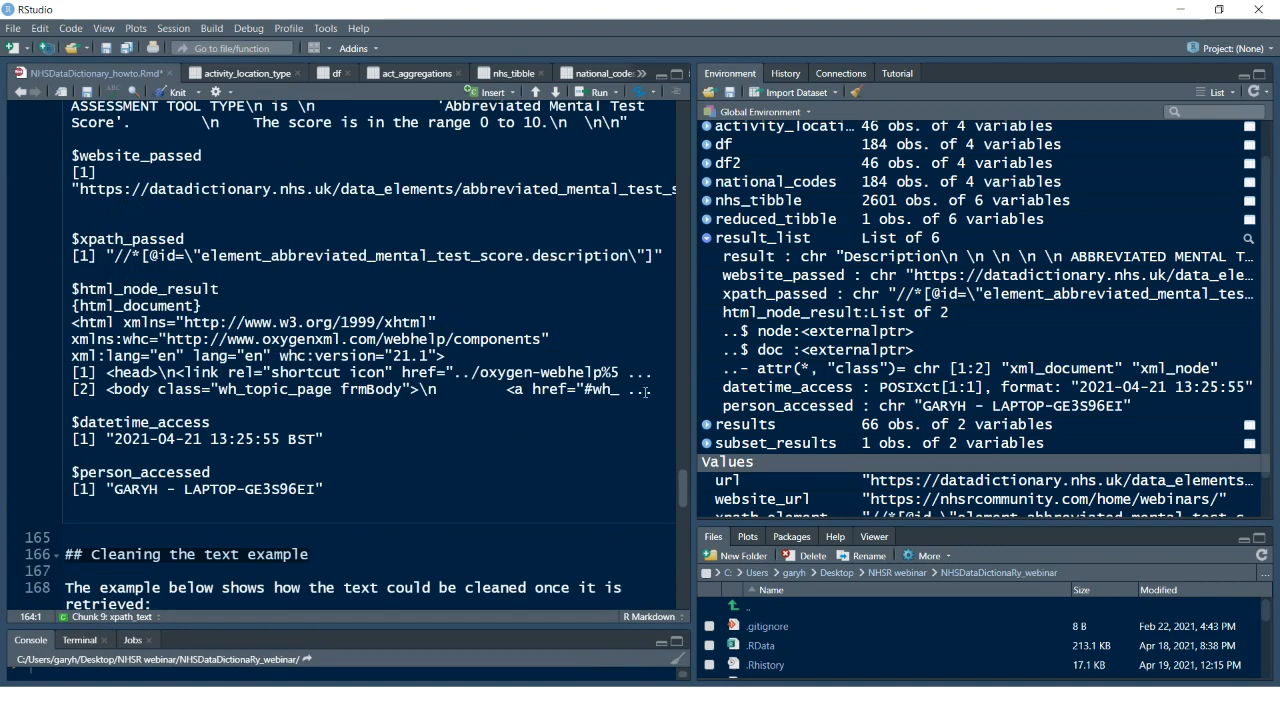 RStudio
File Edit Code View Plots Session Build Debug Profile Tools Help
Go to file/function Addins Project: (None)
NHSDataDictionary_howto.Rmd* activity_location_type df act_aggregations nhs_tibble national_code
Knit Insert Run
ASSESSMENT TOOL TYPE\n is \n 'Abbreviated Mental Test
Score'. \n The score is in the range 0 to 10.\n \n\n"
$website_passed
[1]
"https://datadictionary.nhs.uk/data_elements/abbreviated_mental_test_s
$xpath_passed
[1] "//*[@id=\"element_abbreviated_mental_test_score.description\"]"
$html_node_result
{html_document}
<html xmlns="http://www.w3.org/1999/xhtml"
xmlns:whc="http://www.oxygenxml.com/webhelp/components"
xml:lang="en" lang="en" whc:version="21.1">
[1] <head>\n<link rel="shortcut icon" href="../oxygen-webhelp%5 ...
[2] <body class="wh_topic_page frmBody">\n <a href="#wh_ ...
$datetime_access
[1] "2021-04-21 13:25:55 BST"
$person_accessed
[1] "GARYH - LAPTOP-GE3S96EI"
165
166 ## Cleaning the text example
167
168 The example below shows how the text could be cleaned once it is
retrieved:
164:1 Chunk 9: xpath_text R Markdown
Console Terminal Jobs
C:/Users/garyh/Desktop/NHSR webinar/NHSDataDictionaRy_webinar/
Environment History Connections Tutorial
Import Dataset List
Global Environment
activity_locati… 46 obs. of 4 variables
df 184 obs. of 4 variables
df2 46 obs. of 4 variables
national_codes 184 obs. of 4 variables
nhs_tibble 2601 obs. of 6 variables
reduced_tibble 1 obs. of 6 variables
result_list List of 6
result : chr "Description\n \n \n \n \n ABBREVIATED MENTAL T…
website_passed : chr "https://datadictionary.nhs.uk/data_ele…
xpath_passed : chr "//*[@id=\"element_abbreviated_mental_tes…
html_node_result:List of 2
..$ node:<externalptr>
..$ doc :<externalptr>
..- attr(*, "class")= chr [1:2] "xml_document" "xml_node"
datetime_access : POSIXct[1:1], format: "2021-04-21 13:25:55"
person_accessed : chr "GARYH - LAPTOP-GE3S96EI"
results 66 obs. of 2 variables
subset_results 1 obs. of 2 variables
Values
url "https://datadictionary.nhs.uk/data_elements…
website_url "https://nhsrcommunity.com/home/webinars/"
Files Plots Packages Help Viewer
New Folder Delete Rename More
C: Users garyh Desktop NHSR webinar NHSDataDictionaRy_webinar ...
Name Size Modified
..
.gitignore 8 B Feb 22, 2021, 4:43 PM
.RData 213.1 KB Apr 18, 2021, 8:38 PM
.Rhistory 17.1 KB Apr 19, 2021, 12:15 PM